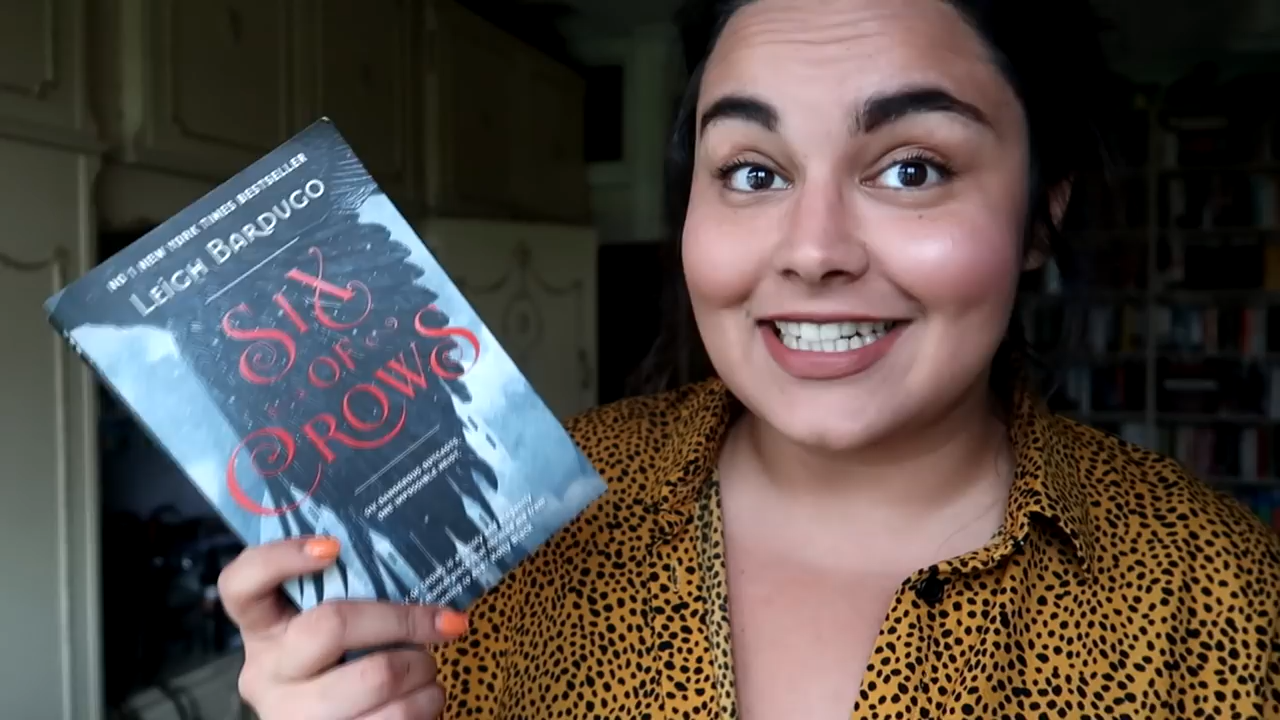 NO.1 NEW YORK TIMES BESTSELLER
LEIGH BARDUGO
SIX
OF
CROWS
SIX DANGEROUS OUTCASTS.
ONE IMPOSSIBLE HEIST.